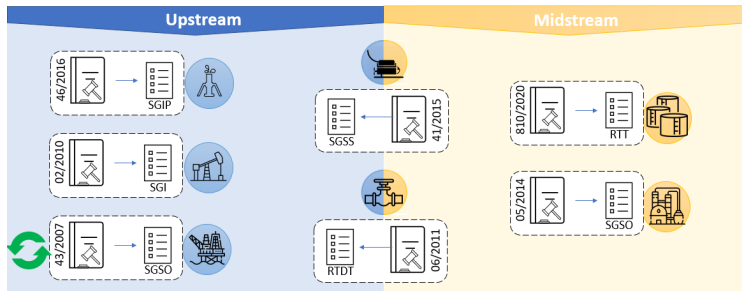 Upstream
Midstream
46/2016
SGIP
02/2010
SGI
43/2007
SGSO
SGSS
41/2015
RTDT
06/2011
810/2020
RTT
05/2014
SGSO